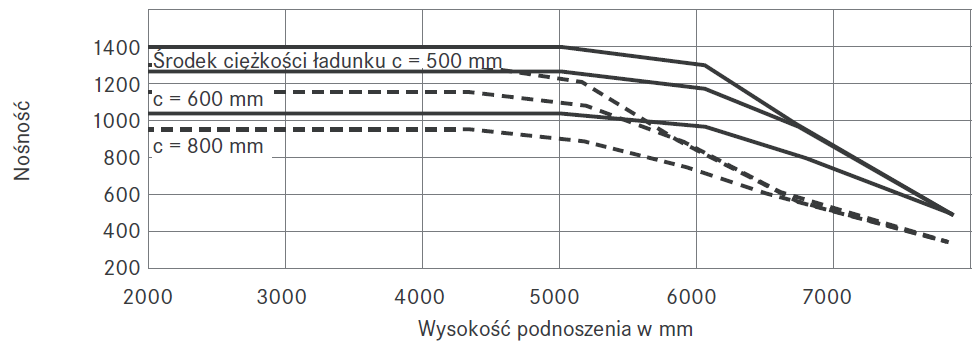 1400
Środek ciężkości ładunku c = 500 mm
1200
c = 600 mm
1000
c = 800 mm
800
600
400
200
Nośność
2000 3000 4000 5000 6000 7000
Wysokość podnoszenia w mm